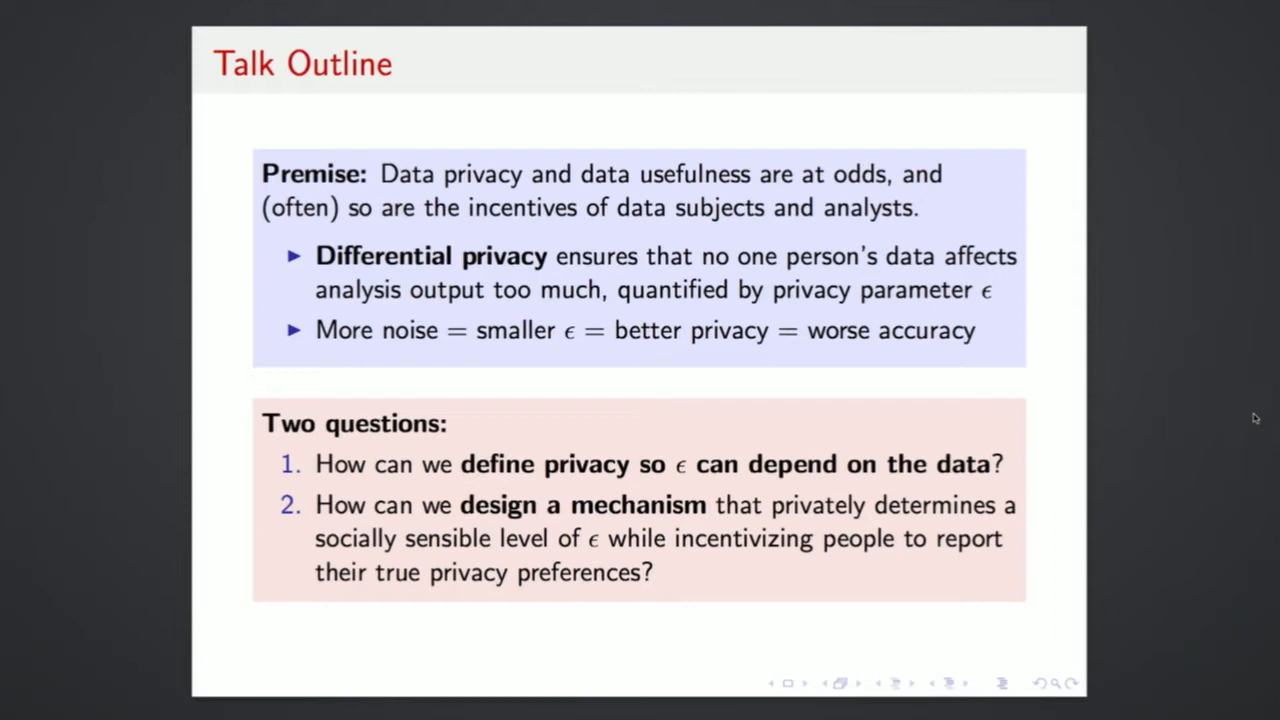 Talk Outline
Premise: Data privacy and data usefulness are at odds, and
(often) so are the incentives of data subjects and analysts.
Differential privacy ensures that no one person's data affects
analysis output too much, quantified by privacy parameter ϵ
More noise = smaller ϵ = better privacy = worse accuracy
Two questions:
1. How can we define privacy so ϵ can depend on the data?
2. How can we design a mechanism that privately determines a
socially sensible level of ϵ while incentivizing people to report
their true privacy preferences?